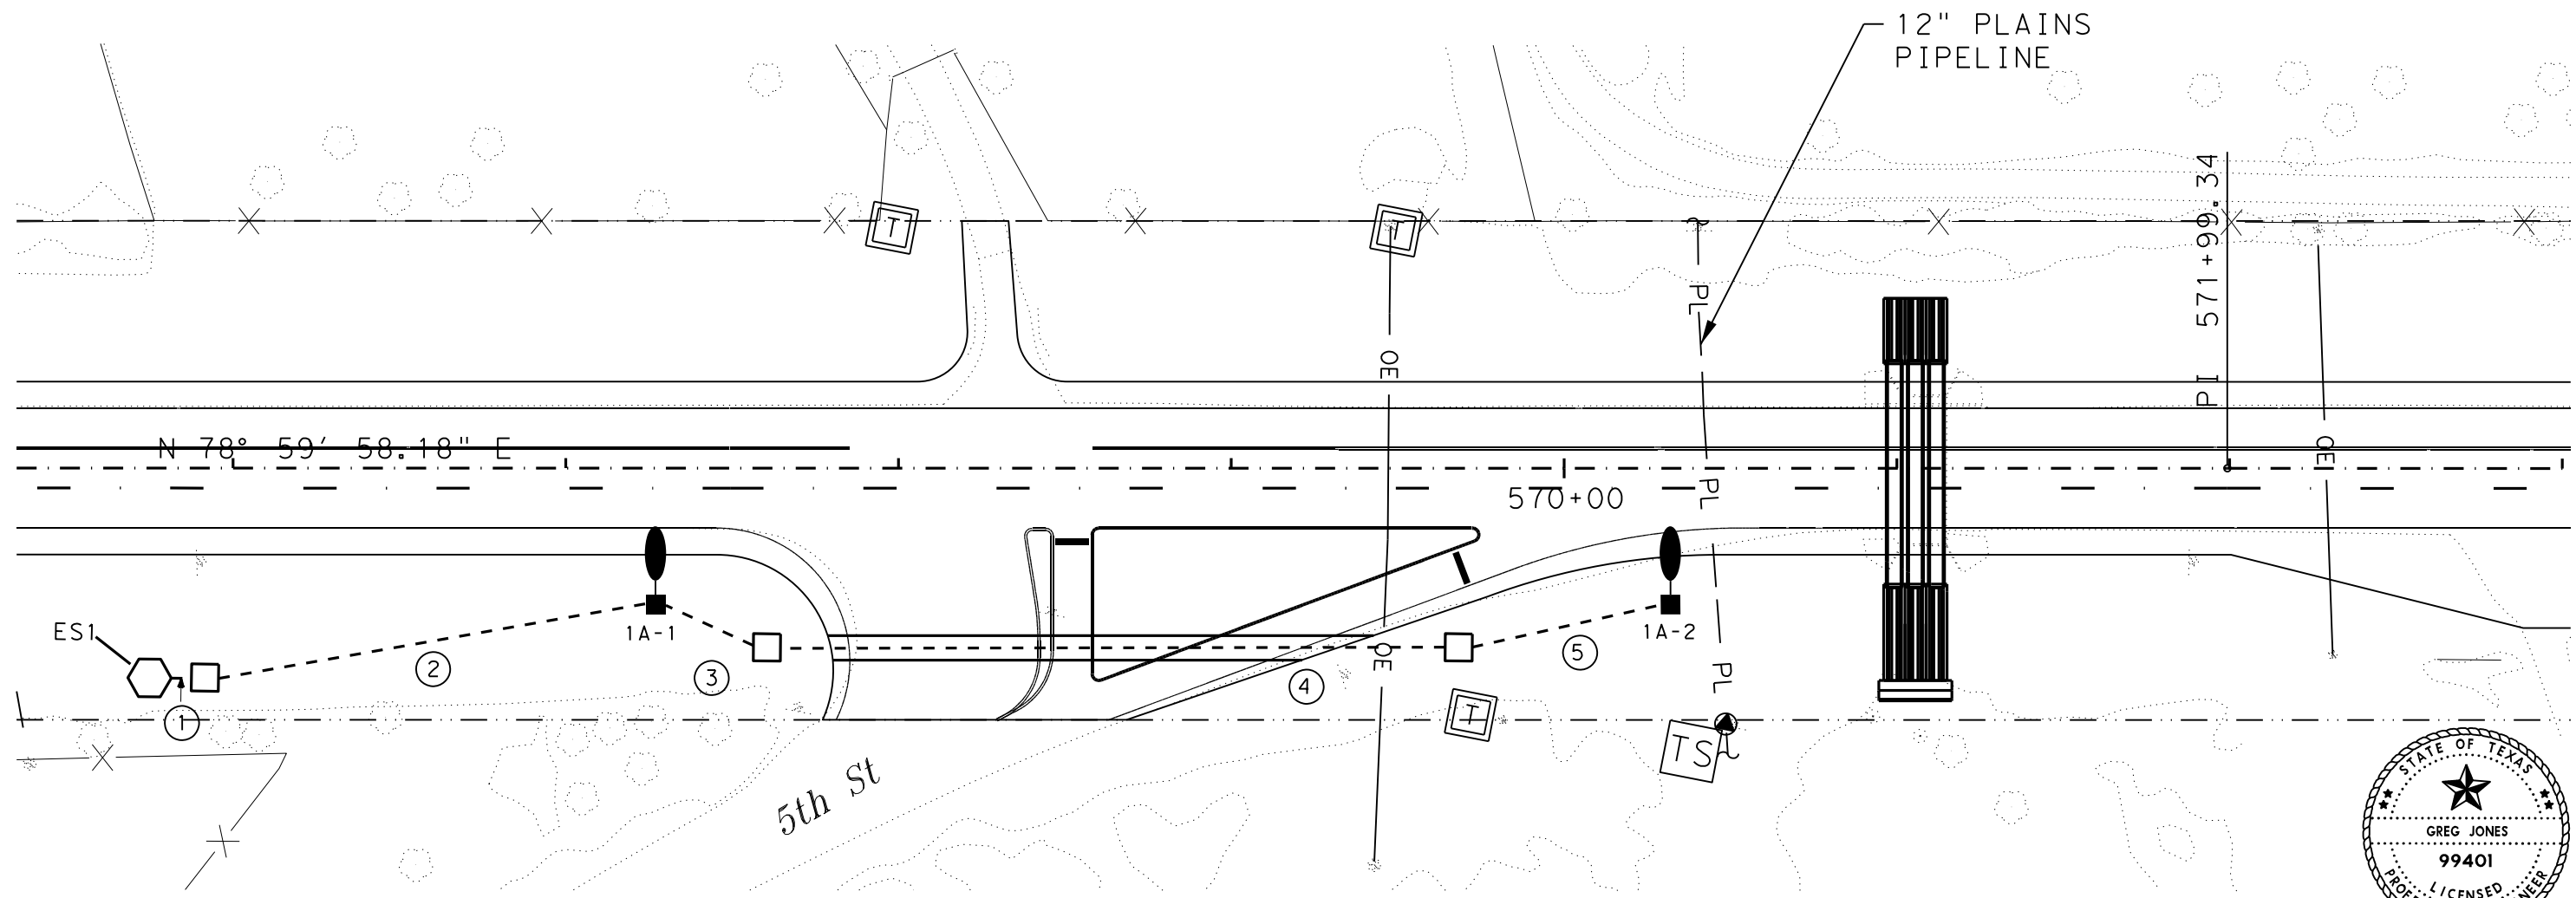 12" PLAINS
PIPELINE
T
T
PI 571+99.34
PL
OE
N 78° 59' 58.18" E
OE
PL
570+00
ES1
1A-1
1A-2
2
3
OE
5
4
PL
1
T
TS
5th St
STATE OF TEXAS
GREG JONES
99401
LICENSED